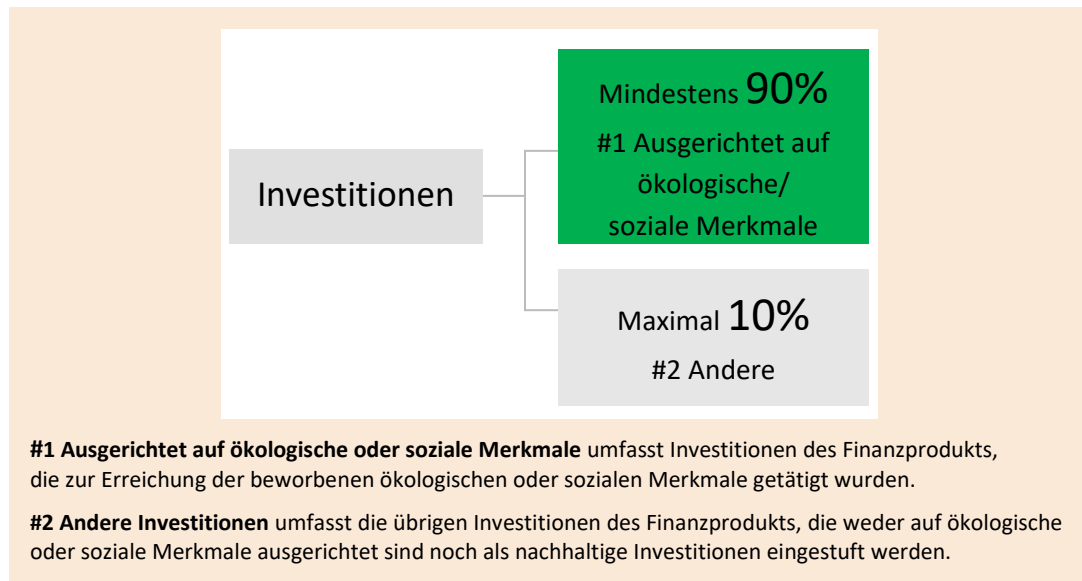 Mindestens 90%
#1 Ausgerichtet auf
ökologische/
soziale Merkmale
Investitionen
Maximal 10%
#2 Andere
#1 Ausgerichtet auf ökologische oder soziale Merkmale umfasst Investitionen des Finanzprodukts,
die zur Erreichung der beworbenen ökologischen oder sozialen Merkmale getätigt wurden.
#2 Andere Investitionen umfasst die übrigen Investitionen des Finanzprodukts, die weder auf ökologische
oder soziale Merkmale ausgerichtet sind noch als nachhaltige Investitionen eingestuft werden.